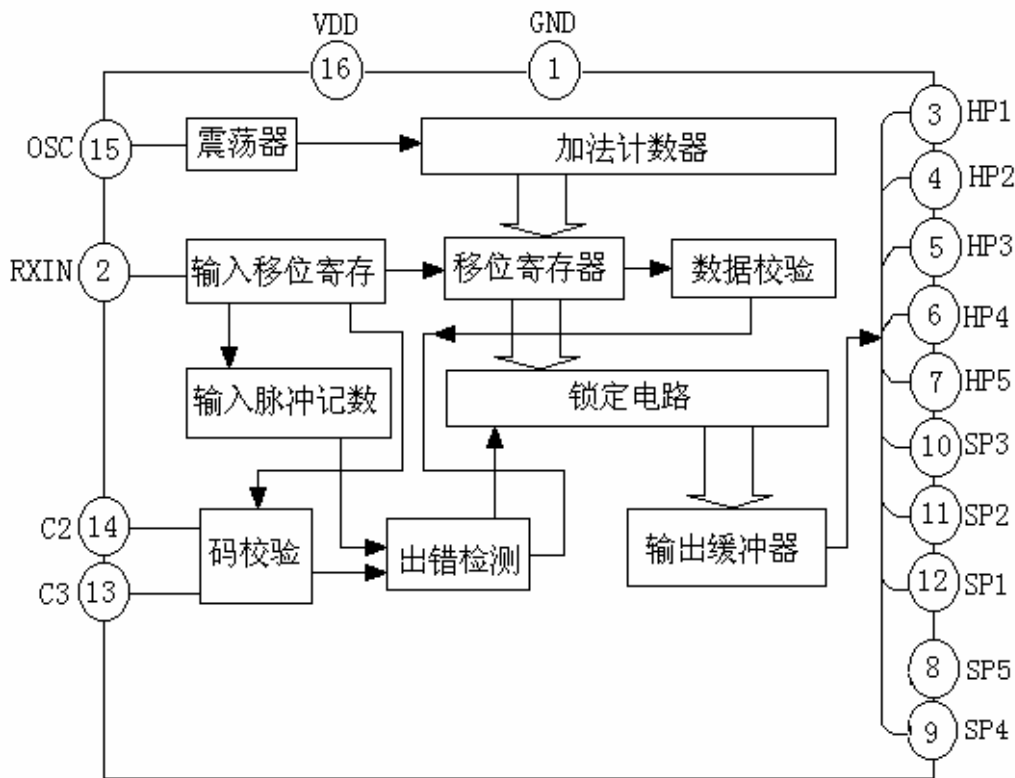 VDD
GND
16
1
OSC
15
震荡器
加法计数器
3
HP1
4
HP2
RXIN
2
输入移位寄存
移位寄存器
数据校验
5
HP3
6
HP4
输入脉冲记数
锁定电路
7
HP5
10
SP3
C2
14
码校验
出错检测
输出缓冲器
11
SP2
C3
13
12
SP1
8
SP5
9
SP4